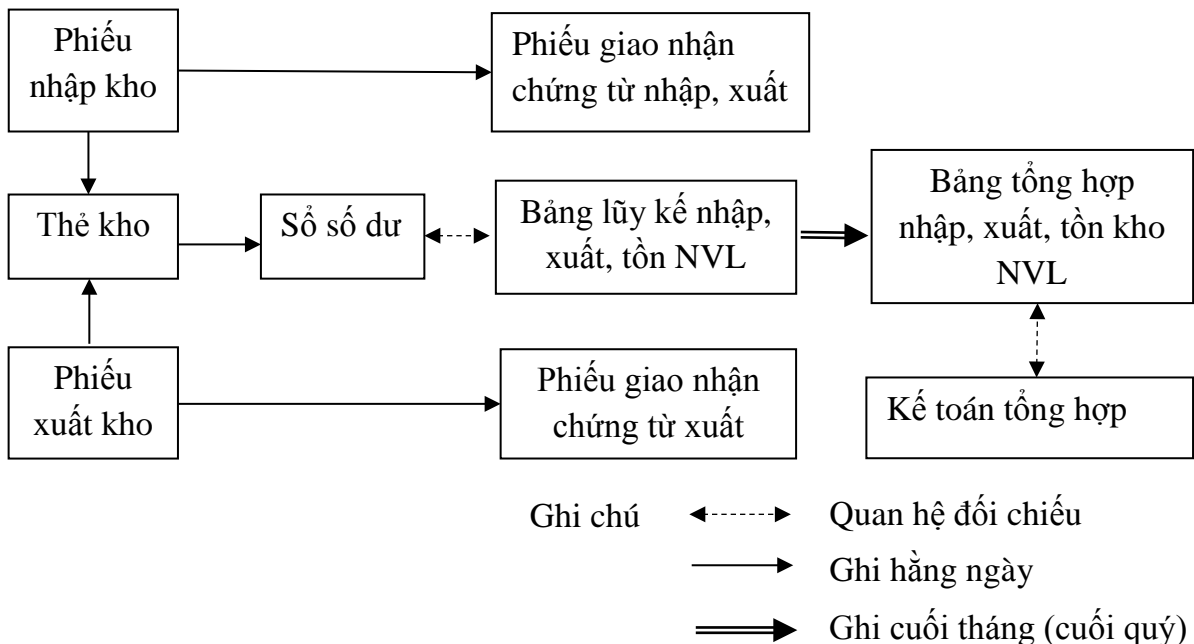 Phiếu
nhập kho
Phiếu giao nhận
chứng từ nhập, xuất
Thẻ kho
Sổ số dư
Bảng lũy kế nhập,
xuất, tồn NVL
Bảng tổng hợp
nhập, xuất, tồn kho
NVL
Phiếu
xuất kho
Phiếu giao nhận
chứng từ xuất
Kế toán tổng hợp
Ghi chú
Quan hệ đối chiếu
Ghi hằng ngày
Ghi cuối tháng (cuối quý)